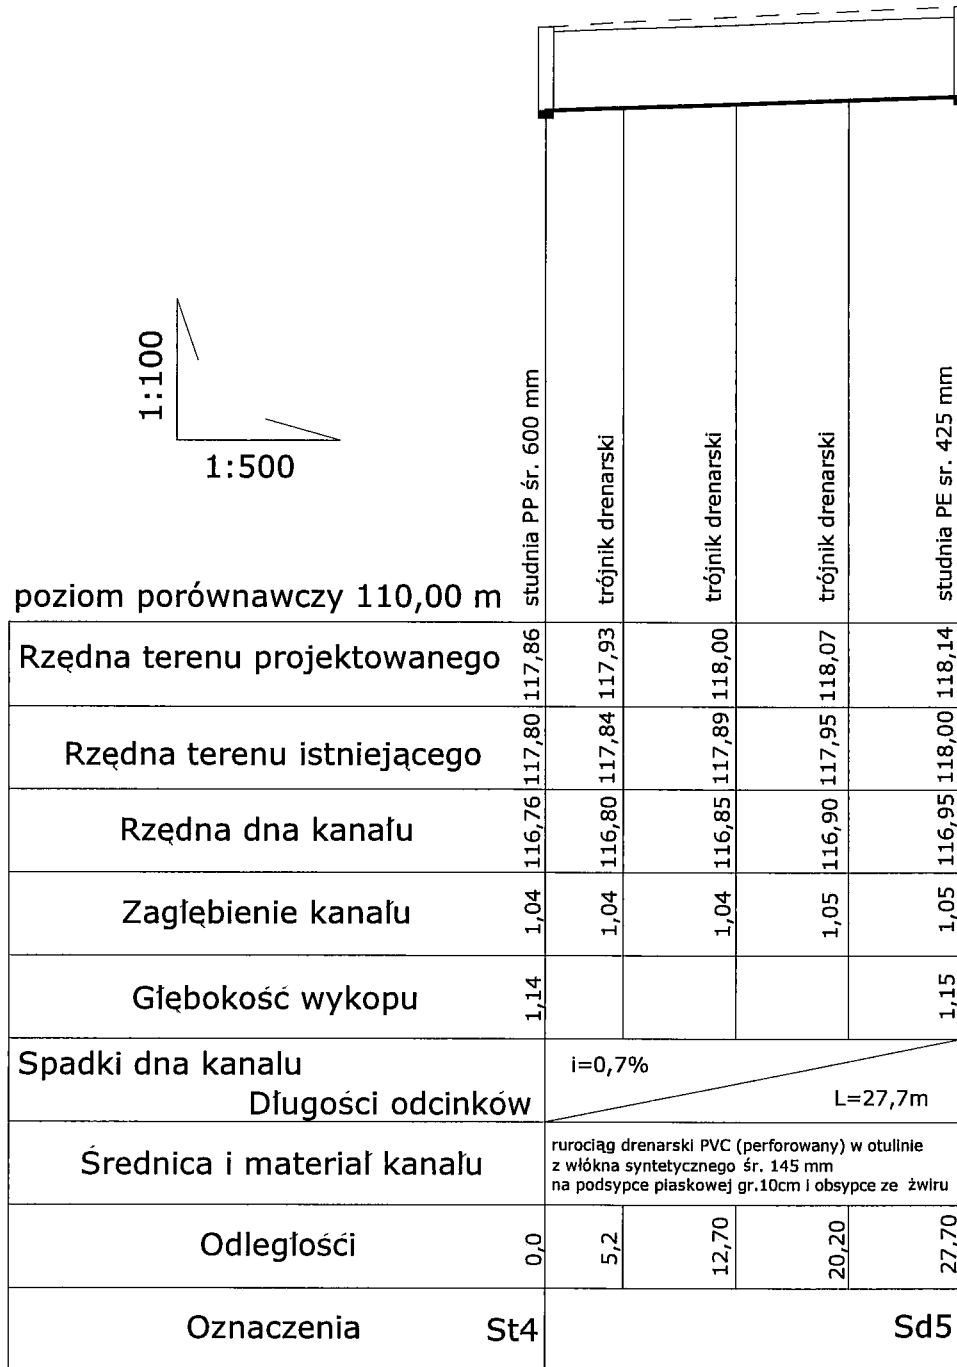 1:100
1:500
studnia PP śr. 600 mm
trójnik drenarski
trójnik drenarski
trójnik drenarski
studnia PE sr. 425 mm
poziom porównawczy 110,00 m
Rzędna terenu projektowanego 117,86 117,93 118,00 118,07 118,14
Rzędna terenu istniejącego 117,80 117,84 117,89 117,95 118,00
Rzędna dna kanału 116,76 116,80 116,85 116,90 116,95
Zagłębienie kanału 1,04 1,04 1,04 1,05 1,05
Głębokość wykopu 1,14 1,15
Spadki dna kanalu i=0,7%
Długości odcinków L=27,7m
Średnica i materiał kanału
rurociąg drenarski PVC (perforowany) w otulinie
z włókna syntetycznego śr. 145 mm
na podsypce piaskowej gr.10cm i obsypce ze żwiru
Odległośći 0,0 5,2 12,70 20,20 27,70
Oznaczenia St4 Sd5